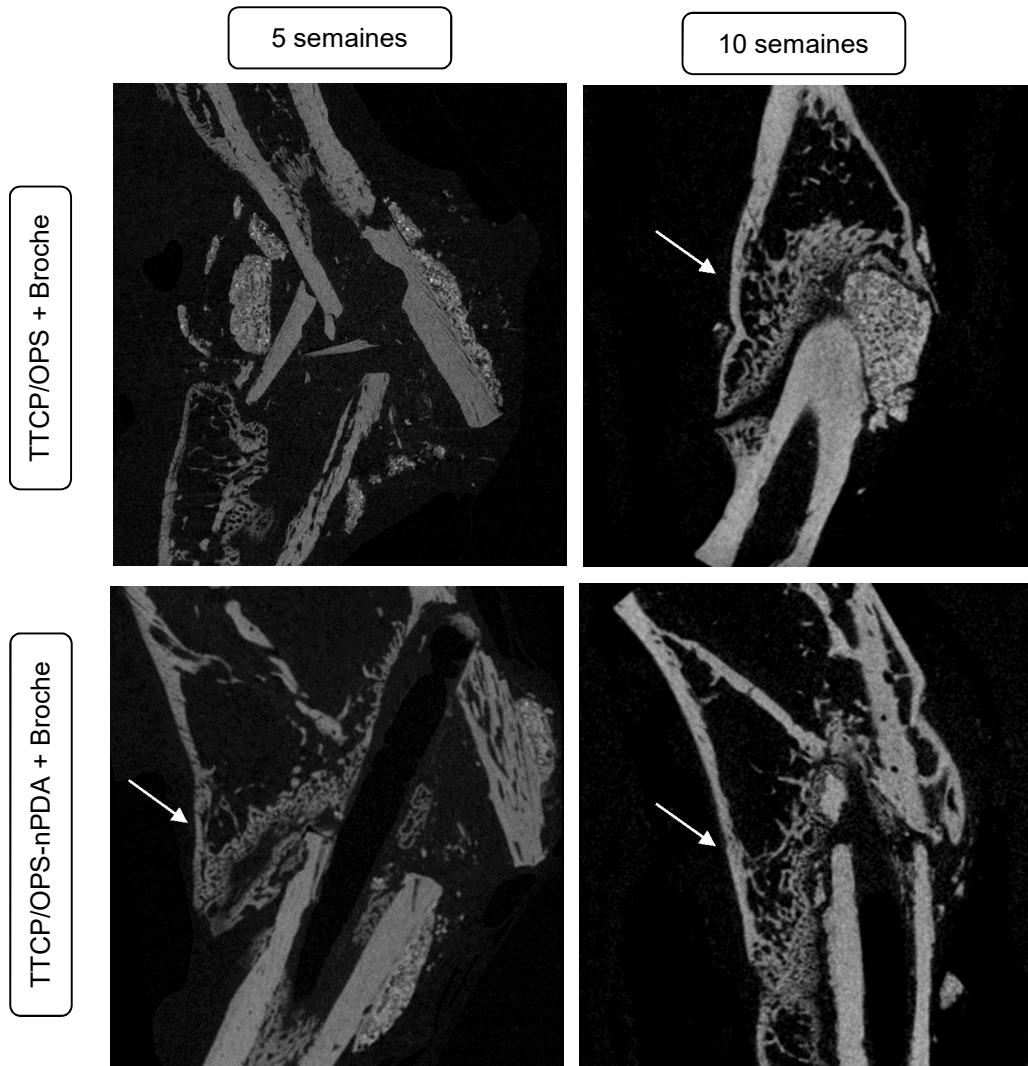 5 semaines
10 semaines
TTCP/OPS + Broche
TTCP/OPS-nPDA + Broche